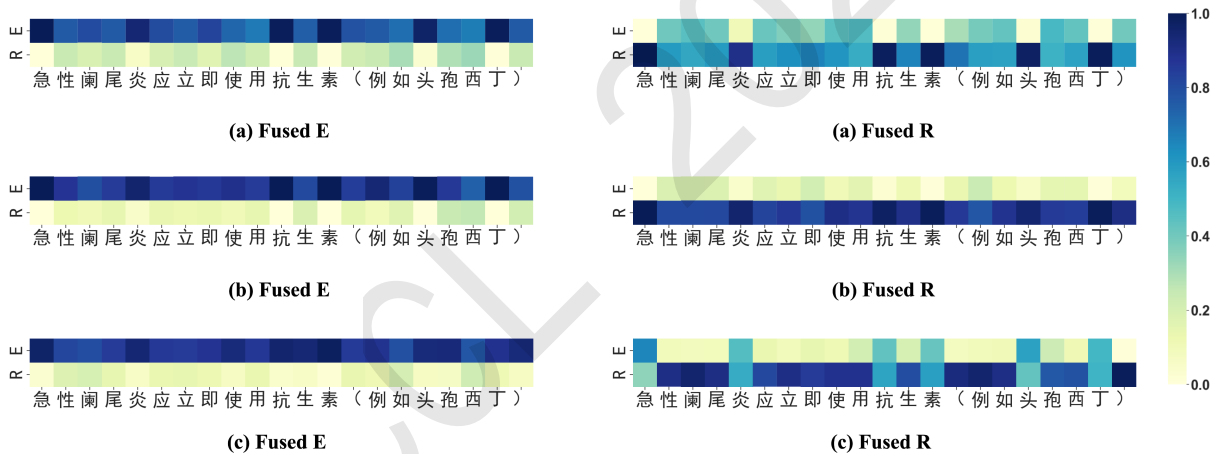 E
R
急性阑尾炎应立即使用抗生素（例如头孢西丁）
(a) Fused E
E
R
急性阑尾炎应立即使用抗生素（例如头孢西丁）
(a) Fused R
E
R
急性阑尾炎应立即使用抗生素（例如头孢西丁）
(b) Fused E
E
R
急性阑尾炎应立即使用抗生素（例如头孢西丁）
(b) Fused R
E
R
急性阑尾炎应立即使用抗生素（例如头孢西丁）
(c) Fused E
E
R
急性阑尾炎应立即使用抗生素（例如头孢西丁）
(c) Fused R
1.0
0.8
0.6
0.4
0.2
0.0